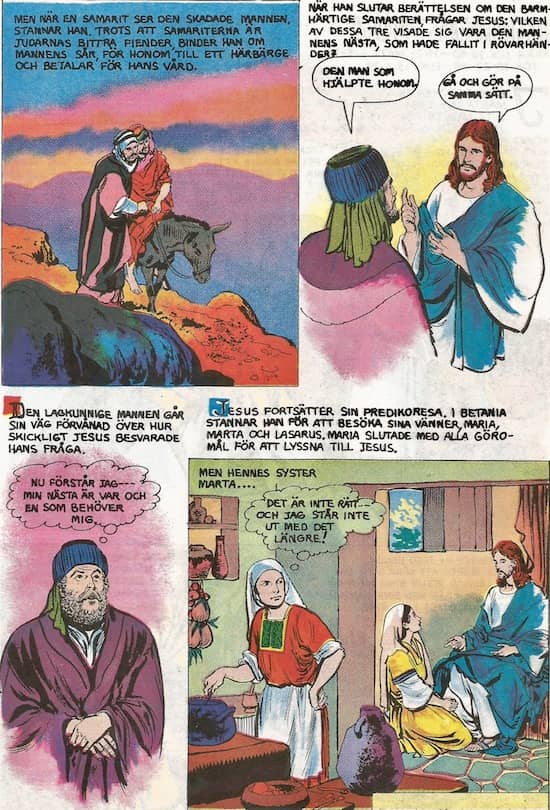 MEN NÄR EN SAMARIT SER DEN SKADADE MANNEN,
STANNAR HAN, TROTS ATT SAMARITERNA ÄR
JUDARNAS BITTRA FIENDER, BINDER HAN OM
MANNENS SÅR, FÖR HONOM TILL ETT HÄRBÄRGE
OCH BETALAR FÖR HANS VÅRD.
NÄR HAN SLUTAR BERÄTTELSEN OM DEN BARM-
HÄRTIGE SAMARITEN, FRÅGAR JESUS: VILKEN
AV DESSA TRE VISADE SIG VARA DEN MAN-
NENS NÄSTA, SOM HADE FALLIT I RÖVARHÄN-
DER?
DEN MAN SOM
HJÄLPTE HONOM.
GÅ OCH GÖR PÅ
SAMMA SÄTT.
DEN LAGKUNNIGE MANNEN GÅR
SIN VÄG FÖRVÅNAD ÖVER HUR
SKICKLIGT JESUS BESVARADE
HANS FRÅGA.
NU FÖRSTÅR JAG---
MIN NÄSTA ÄR VAR OCH
EN SOM BEHÖVER
MIG.
JESUS FORTSÄTTER SIN PREDIKORESA. I BETANIA
STANNAR HAN FÖR ATT BESÖKA SINA VÄNNER, MARIA,
MARTA OCH LASARUS. MARIA SLUTADE MED ALLA GÖRO-
MÅL FÖR ATT LYSSNA TILL JESUS.
MEN HENNES SYSTER
MARTA....
DET ÄR INTE RÄTT--
OCH JAG STÅR INTE
UT MED DET
LÄNGRE!